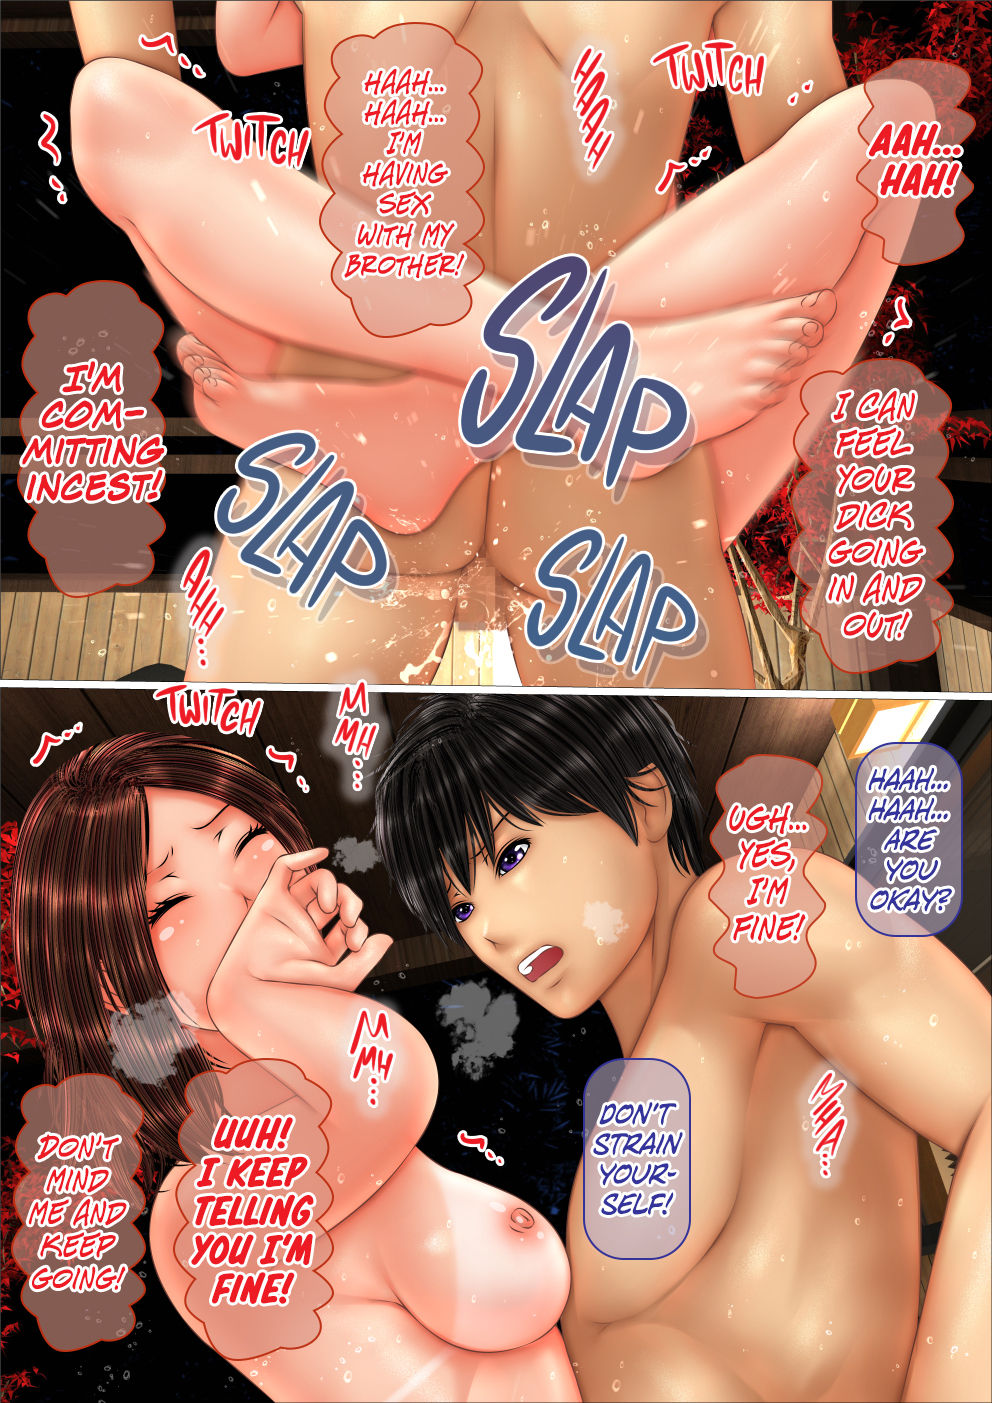 TWITCH
TWITCH
HAAH...
HAAH...
I'M
HAVING
SEX
WITH MY
BROTHER!
HAAH
AAH...
HAH!
I'M
COM-
MITTING
INCEST!
SLAP
SLAP
SLAP
I CAN
FEEL
YOUR
DICK
GOING
IN AND
OUT!
AHH...
TWITCH
MMH...
HAAH...
HAAH...
ARE
YOU
OKAY?
UGH...
YES,
I'M
FINE!
MMH...
DON'T
STRAIN
YOUR-
SELF!
UUH!
I KEEP
TELLING
YOU I'M
FINE!
DON'T
MIND
ME AND
KEEP
GOING!